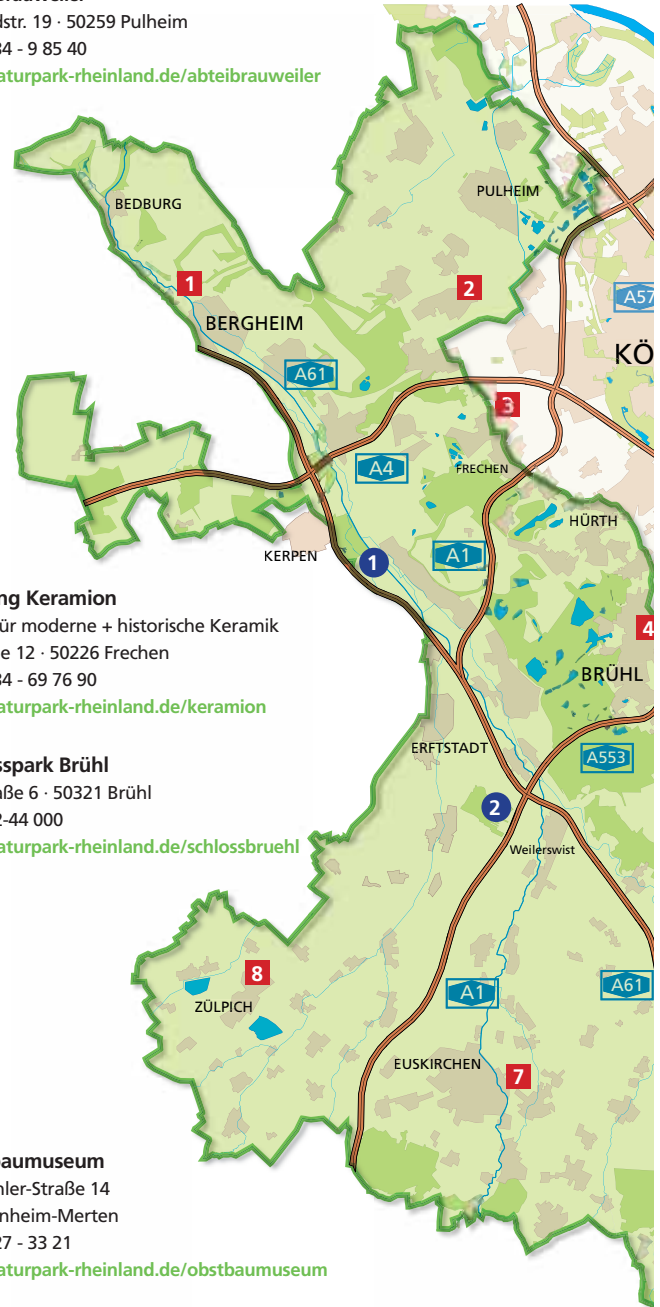 dstr. 19 · 50259 Pulheim
34 - 9 85 40
aturpark-rheinland.de/abteibrauweiler
PULHEIM
BEDBURG
1
2
A57
BERGHEIM
KÖ
A61
3
A4
FRECHEN
HÜRTH
KERPEN
1
A1
ng Keramion
ür moderne + historische Keramik
e 12 · 50226 Frechen
34 - 69 76 90
aturpark-rheinland.de/keramion
4
BRÜHL
ERFTSTADT
A553
sspark Brühl
aße 6 · 50321 Brühl
2-44 000
aturpark-rheinland.de/schlossbruehl
2
Weilerswist
8
ZÜLPICH
A1
A61
EUSKIRCHEN
7
baumuseum
nler-Straße 14
nheim-Merten
27 - 33 21
aturpark-rheinland.de/obstbaumuseum